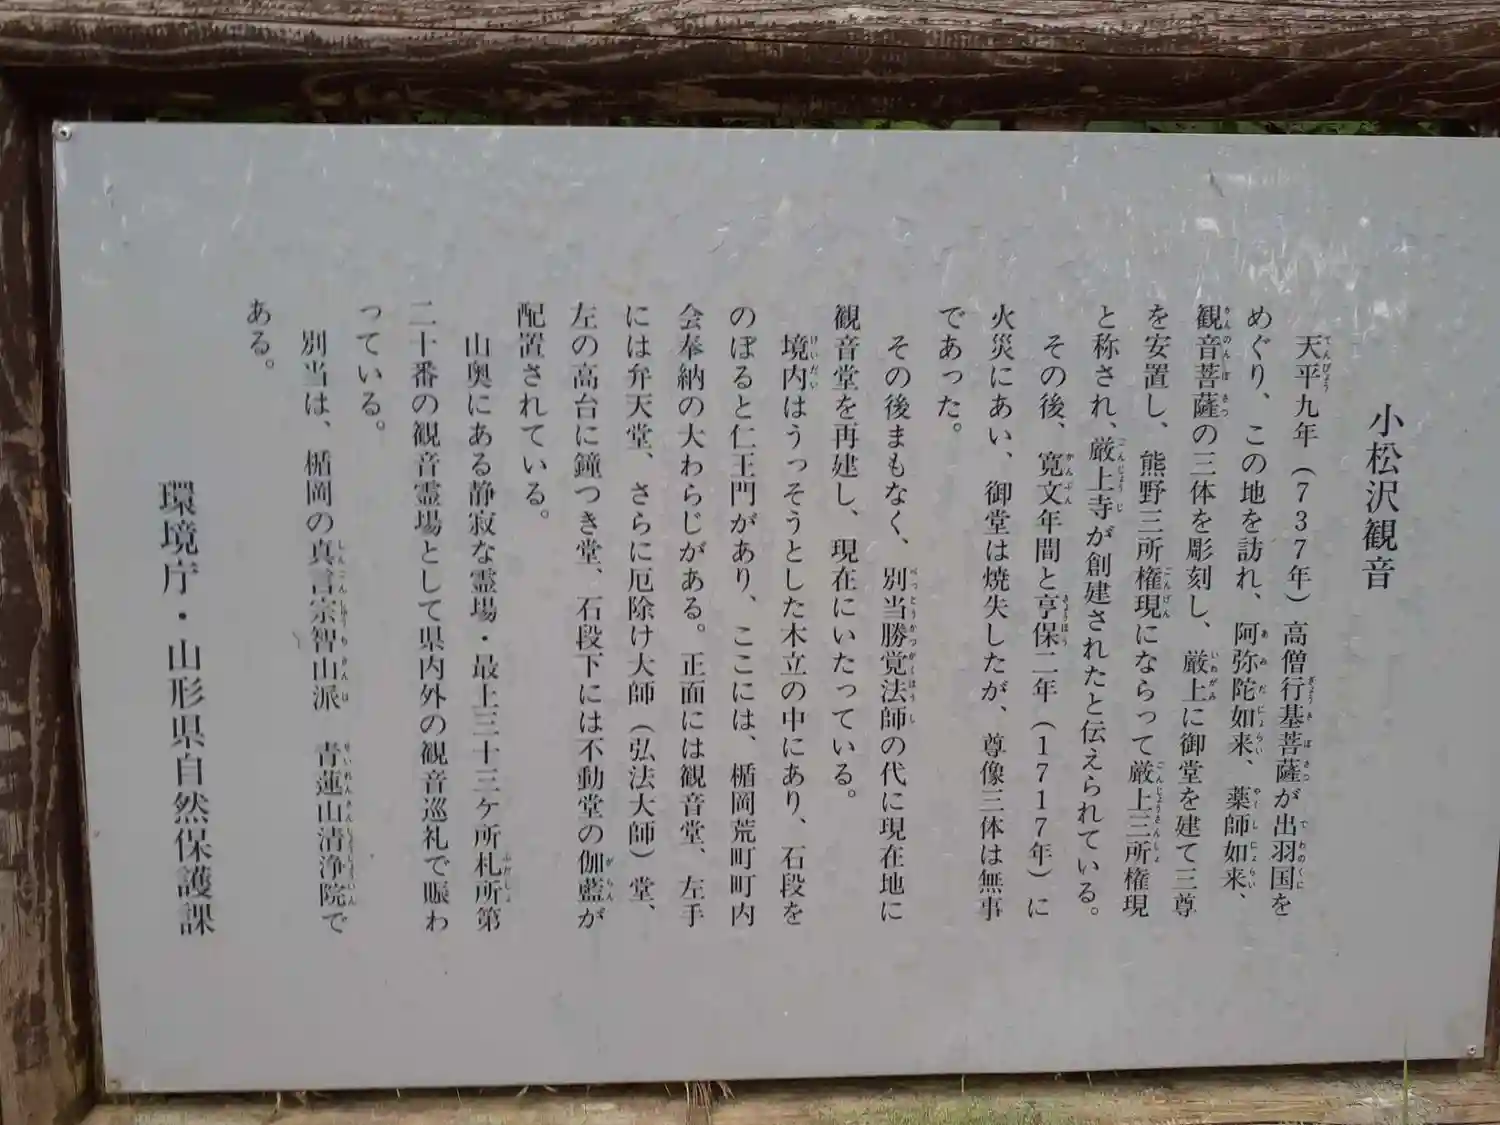 小松沢観音
天平九年（７３７年）高僧行基菩薩が出羽国を
めぐり、この地を訪れ、阿弥陀如来、薬師如来、
観音菩薩の三体を彫刻し、厳上に御堂を建て三尊
を安置し、熊野三所権現にならって厳上三所権現
と称され、厳上寺が創建されたと伝えられている。
その後、寛文年間と享保二年（１７１７年）に
火災にあい、御堂は焼失したが、尊像三体は無事
であった。
その後まもなく、別当勝覚法師の代に現在地に
観音堂を再建し、現在にいたっている。
境内はうっそうとした木立の中にあり、石段を
のぼると仁王門があり、ここには、楯岡荒町町内
会奉納の大わらじがある。正面には観音堂、左手
には弁天堂、さらに厄除け大師（弘法大師）堂、
左の高台に鐘つき堂、石段下には不動堂の伽藍が
配置されている。
山奥にある静寂な霊場・最上三十三ケ所札所第
二十番の観音霊場として県内外の観音巡礼で賑わ
っている。
別当は、楯岡の真言宗智山派　青蓮山清浄院で
ある。
環境庁・山形県自然保護課